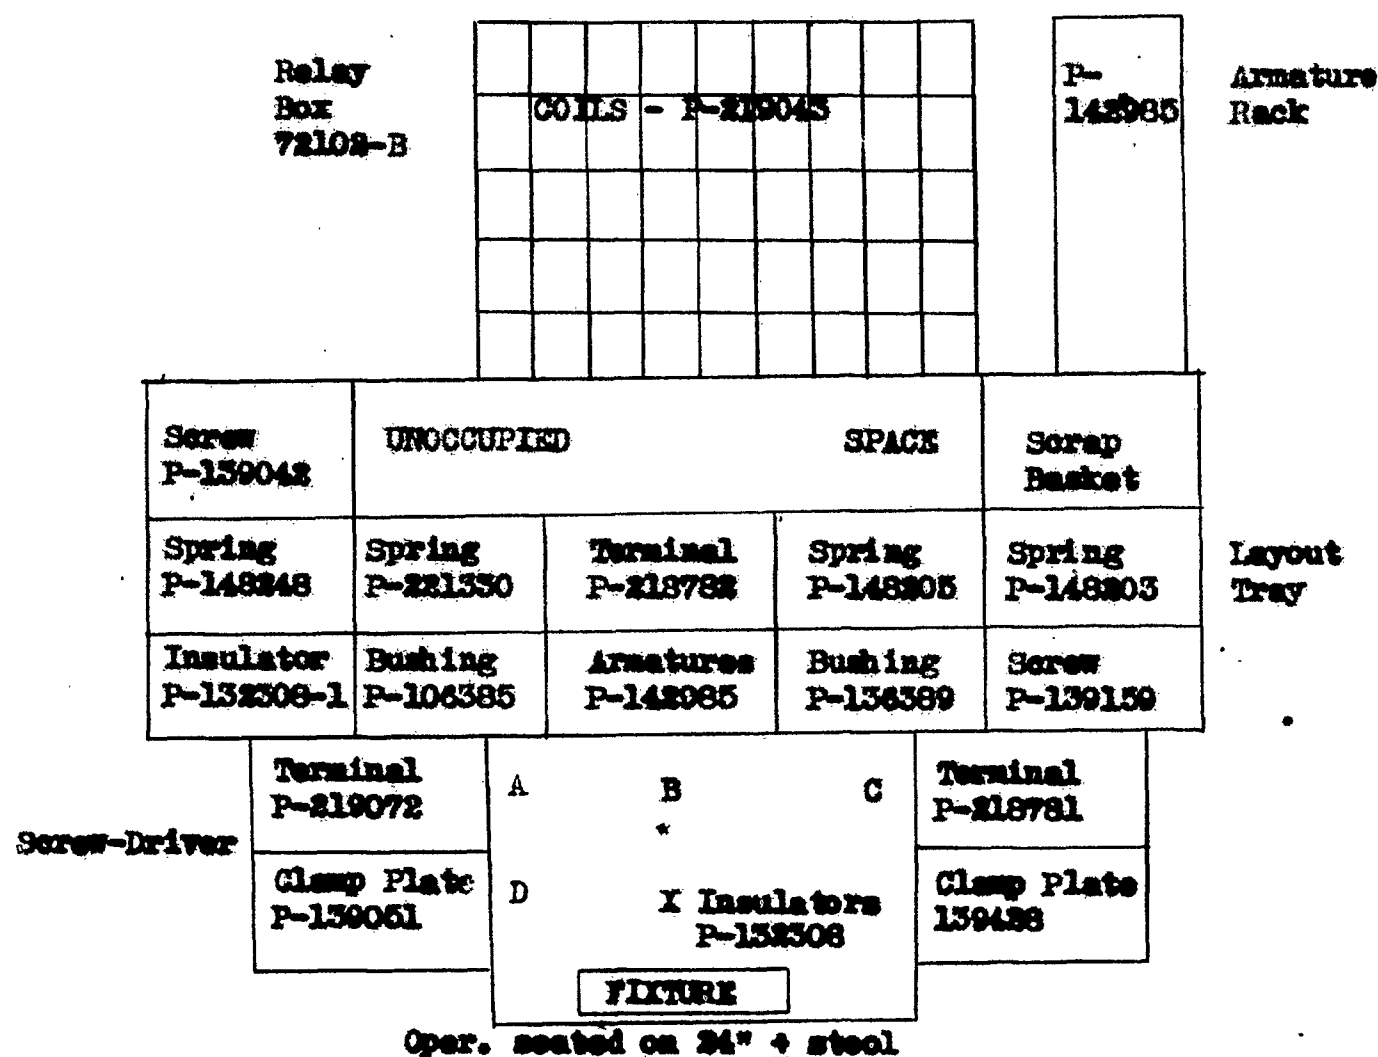 Relay
Box
72102-B
COILS - P-219043
P-
142985
Armature
Rack
Screw
P-139042
UNOCCUPIED SPACE
Scrap
Basket
Spring
P-148248
Spring
P-221330
Terminal
P-218782
Spring
P-148205
Spring
P-148203
Layout
Tray
Insulator
P-132308-1
Bushing
P-106385
Armatures
P-142985
Bushing
P-136389
Screw
P-139159
Terminal
P-219072
A B C
Terminal
P-218781
Screw-Driver
Clamp Plate
P-139051
D
X Insulators
P-132308
Clamp Plate
139428
FIXTURE
Oper. seated on 24" + stool